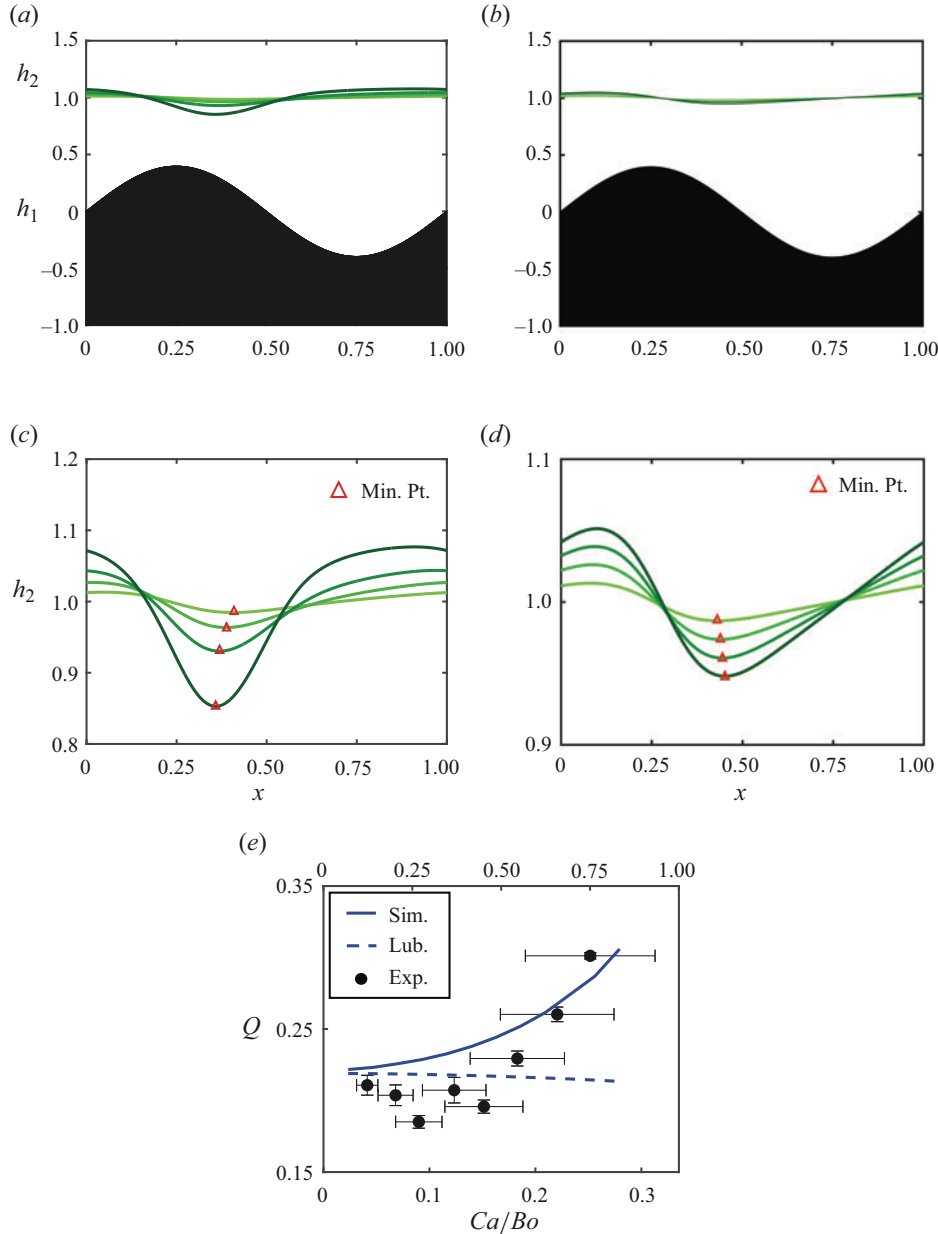 (a) (b)
1.5 1.5
h2
1.0 1.0
0.5 0.5
h1 0 0
–0.5 –0.5
–1.0 –1.0
0 0.25 0.50 0.75 1.00 0 0.25 0.50 0.75 1.00
(c) (d)
1.2 1.1
Min. Pt. Min. Pt.
1.1
h2 1.0 1.0
0.9
0.8 0.9
0 0.25 0.50 0.75 1.00 0 0.25 0.50 0.75 1.00
x x
(e)
0 0.25 0.50 0.75 1.00
0.35
Sim.
Lub.
Exp.
Q 0.25
0.15
0 0.1 0.2 0.3
Ca/Bo